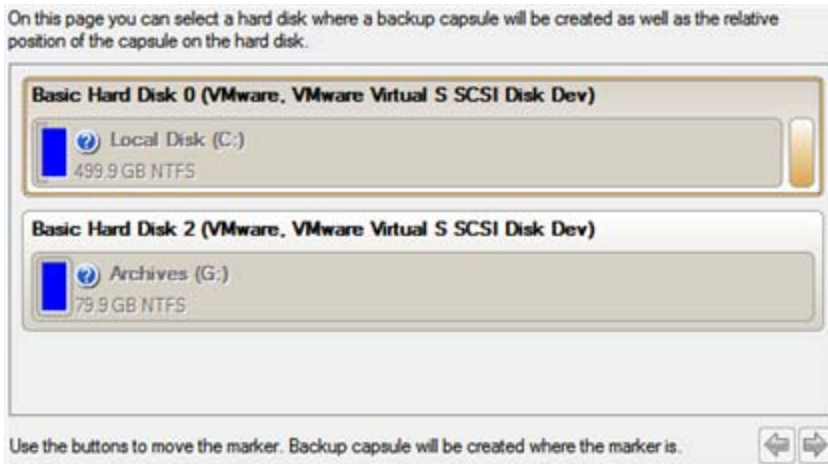 On this page you can select a hard disk where a backup capsule will be created as well as the relative
position of the capsule on the hard disk.
Basic Hard Disk 0 (VMware, VMware Virtual S SCSI Disk Dev)
Local Disk (C:)
499.9 GB NTFS
Basic Hard Disk 2 (VMware, VMware Virtual S SCSI Disk Dev)
Archives (G:)
79.9 GB NTFS
Use the buttons to move the marker. Backup capsule will be created where the marker is.